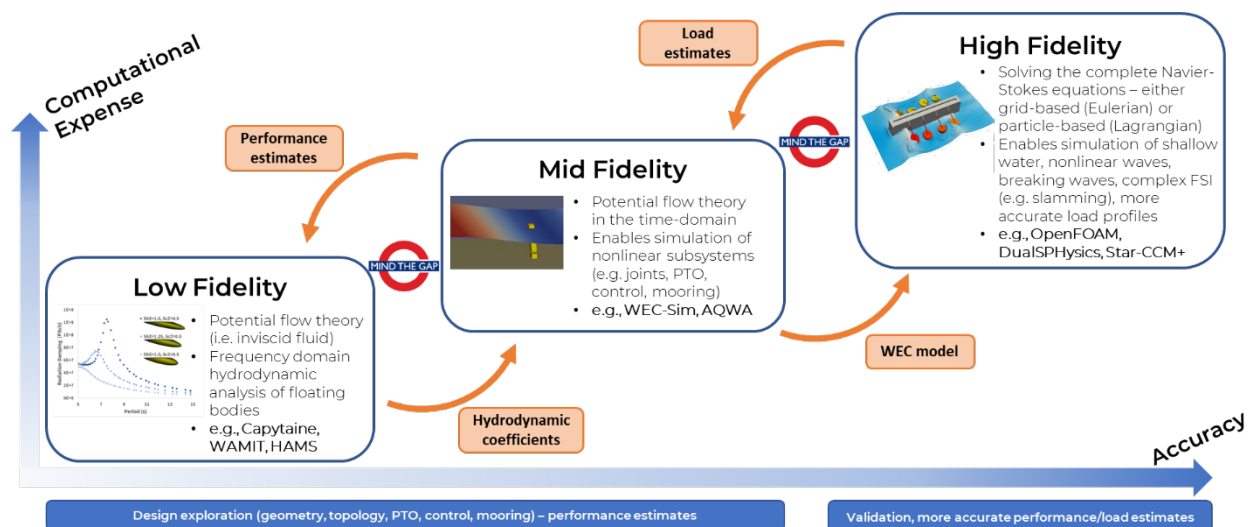 Computational
Expense
Load
estimates
High Fidelity
• Solving the complete Navier-
Stokes equations – either
grid-based (Eulerian) or
particle-based (Lagrangian)
• Enables simulation of shallow
water, nonlinear waves,
breaking waves, complex FSI
(e.g. slamming), more
accurate load profiles
• e.g., OpenFOAM,
DualSPHysics, Star-CCM+
MIND THE GAP
Performance
estimates
Mid Fidelity
• Potential flow theory
in the time-domain
• Enables simulation of
nonlinear subsystems
(e.g. joints, PTO,
control, mooring)
• e.g., WEC-Sim, AQWA
MIND THE GAP
WEC model
Low Fidelity
• Potential flow theory
(i.e. inviscid fluid)
• Frequency domain
hydrodynamic
analysis of floating
bodies
• e.g., Capytaine,
WAMIT, HAMS
Radiation Damping (Pitch)
Period (s)
Hydrodynamic
coefficients
Accuracy
Design exploration (geometry, topology, PTO, control, mooring) – performance estimates
Validation, more accurate performance/load estimates